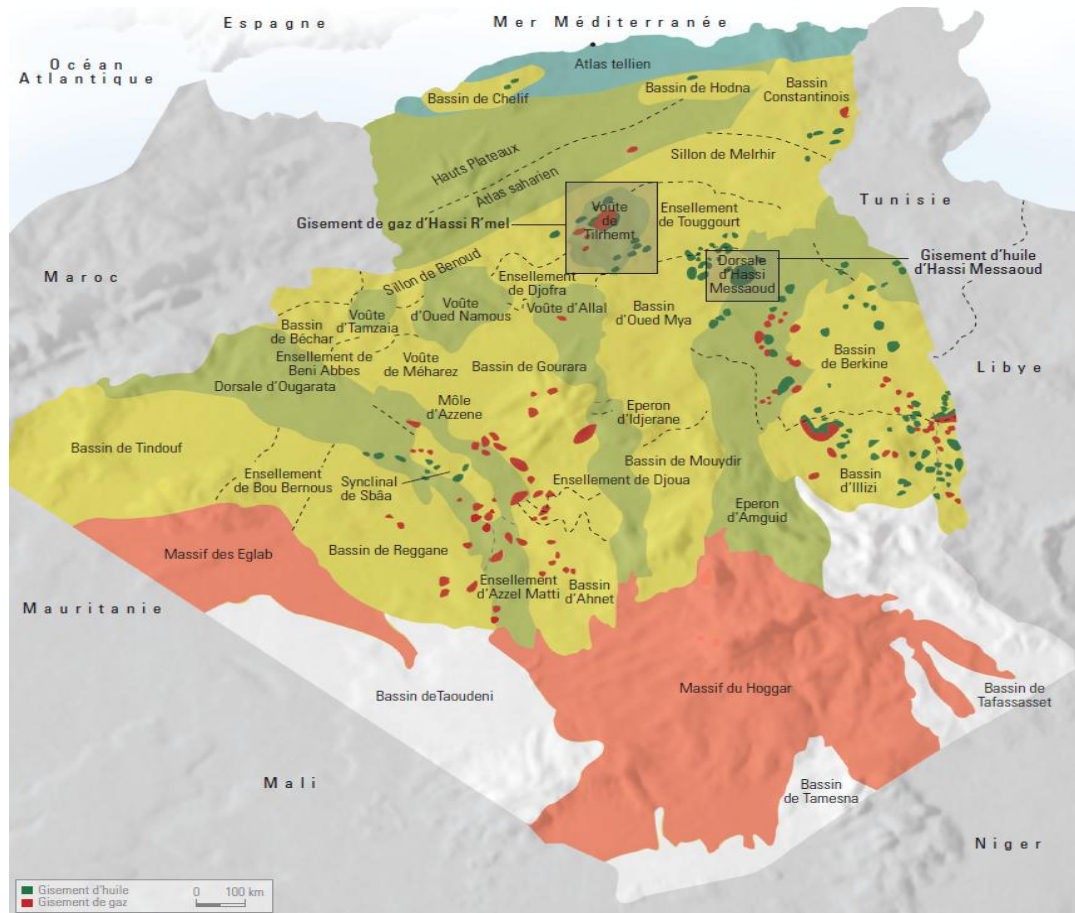 Espagne
Mer Méditerranée
Océan
Atlantique
Atlas tellien
Bassin de Chelif
Bassin de Hodna
Bassin
Constantinois
Hauts Plateaux
Atlas saharien
Sillon de Melrhir
Tunisie
Gisement de gaz d'Hassi R'mel
Voûte
de
Tilrhemt
Ensellement
de Touggourt
Gisement d'huile
d'Hassi Messaoud
Maroc
Sillon de Benoud
Ensellement
de Djofra
Dorsale
d'Hassi
Messaoud
Voûte
d'Tamzaia
Voûte
d'Oued Namous
Voûte d'Allal
Bassin
d'Oued Mya
Bassin
de Béchar
Ensellement de
Beni Abbes
Voûte
de Méharez
Bassin de Gourara
Bassin
de Berkine
Libye
Dorsale d'Ougarata
Môle
d'Azzene
Eperon
d'Idjerane
Bassin de Tindouf
Ensellement
de Bou Bernous
Synclinal
de Sbâa
Bassin de Mouydir
Ensellement de Djoua
Bassin
d'Illizi
Eperon
d'Amguid
Massif des Eglab
Bassin de Reggane
Ensellement
d'Azzel Matti
Bassin
d'Ahnet
Mauritanie
Bassin de Taoudeni
Massif du Hoggar
Bassin de
Tafassasset
Mali
Bassin
de Tamesna
Niger
Gisement d'huile
Gisement de gaz
0 100 km